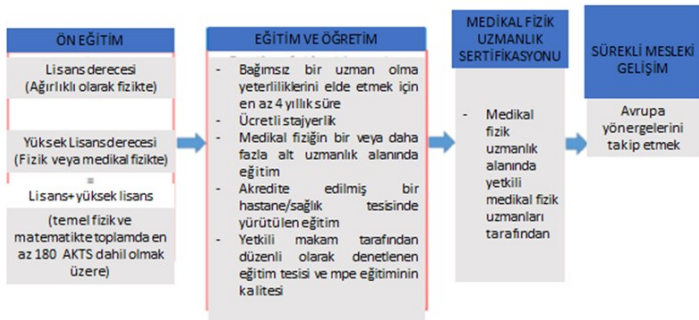 ÖN EĞİTİM
Lisans derecesi
(Ağırlıklı olarak fizikte)
Yüksek Lisans derecesi
(Fizik veya medikal fizikte)
=
Lisans+yüksek lisans
(temel fizik ve
matematikte toplamda en
az 180 AKTS dahil olmak
üzere)
EĞİTİM VE ÖĞRETİM
- Bağımsız bir uzman olma
yeterliliklerini elde etmek için
en az 4 yıllık süre
- Ücretli stajyerlik
- Medikal fiziğin bir veya daha
fazla alt uzmanlık alanında
eğitim
- Akredite edilmiş bir
hastane/sağlık tesisinde
yürütülen eğitim
- Yetkili makam tarafından
düzenli olarak denetlenen
eğitim tesisi ve mpe eğitiminin
kalitesi
MEDİKAL FİZİK
UZMANLIK
SERTİFİKASYONU
- Medikal
fizik
uzmanlık
alanında
yetkili
medikal fizik
uzmanları
tarafından
SÜREKLİ MESLEKİ
GELİŞİM
Avrupa
yönergelerini
takip etmek